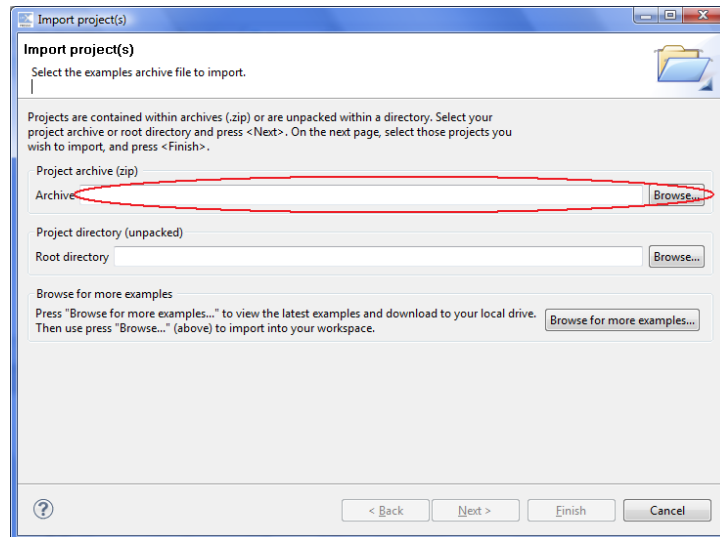 Import project(s)
Import project(s)
Select the examples archive file to import.
Projects are contained within archives (.zip) or are unpacked within a directory. Select your
project archive or root directory and press <Next>. On the next page, select those projects you
wish to import, and press <Finish>.
Project archive (zip)
Archive Browse...
Project directory (unpacked)
Root directory Browse...
Browse for more examples
Press "Browse for more examples..." to view the latest examples and download to your local drive.
Then use press "Browse..." (above) to import into your workspace.
Browse for more examples...
? < Back Next > Finish Cancel